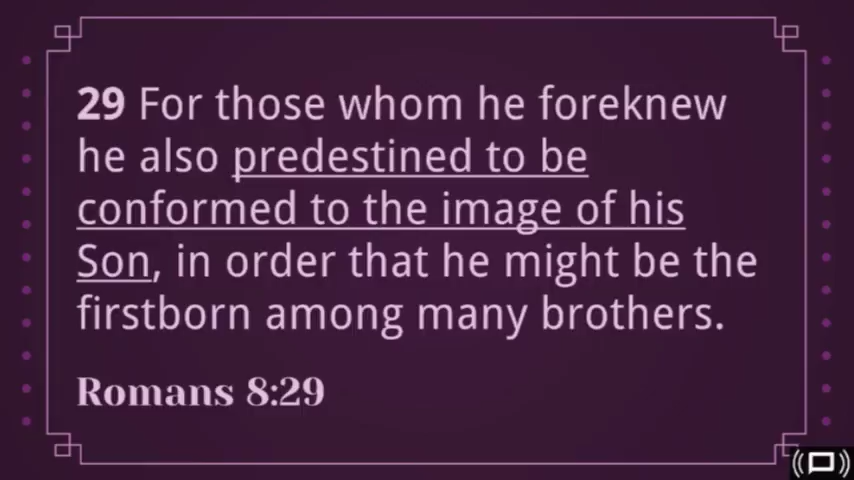 29 For those whom he foreknew
he also predestined to be
conformed to the image of his
Son, in order that he might be the
firstborn among many brothers.
Romans 8:29